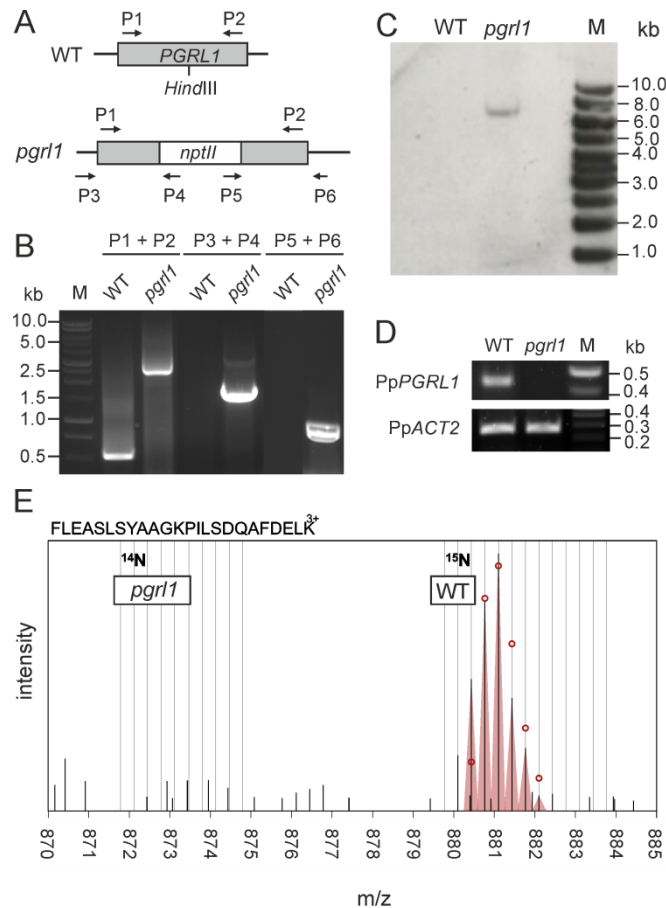 A
P1 P2
WT PGRL1
HindIII
P1 P2
pgrl1 nptII
P3 P4 P5 P6
B
P1 + P2 P3 + P4 P5 + P6
kb M WT pgrl1 WT pgrl1 WT pgrl1
10.0
5.0
2.5
1.5
1.0
0.5
C
WT pgrl1 M kb
10.0
8.0
6.0
5.0
4.0
3.0
2.0
1.0
D
WT pgrl1 M kb
PpPGRL1 0.5
0.4
PpACT2 0.4
0.3
0.2
E
FLEASLSYAAGKPILSDQAFDELK3+
14N 15N
pgrl1 WT
intensity
870 871 872 873 874 875 876 877 878 879 880 881 882 883 884 885
m/z